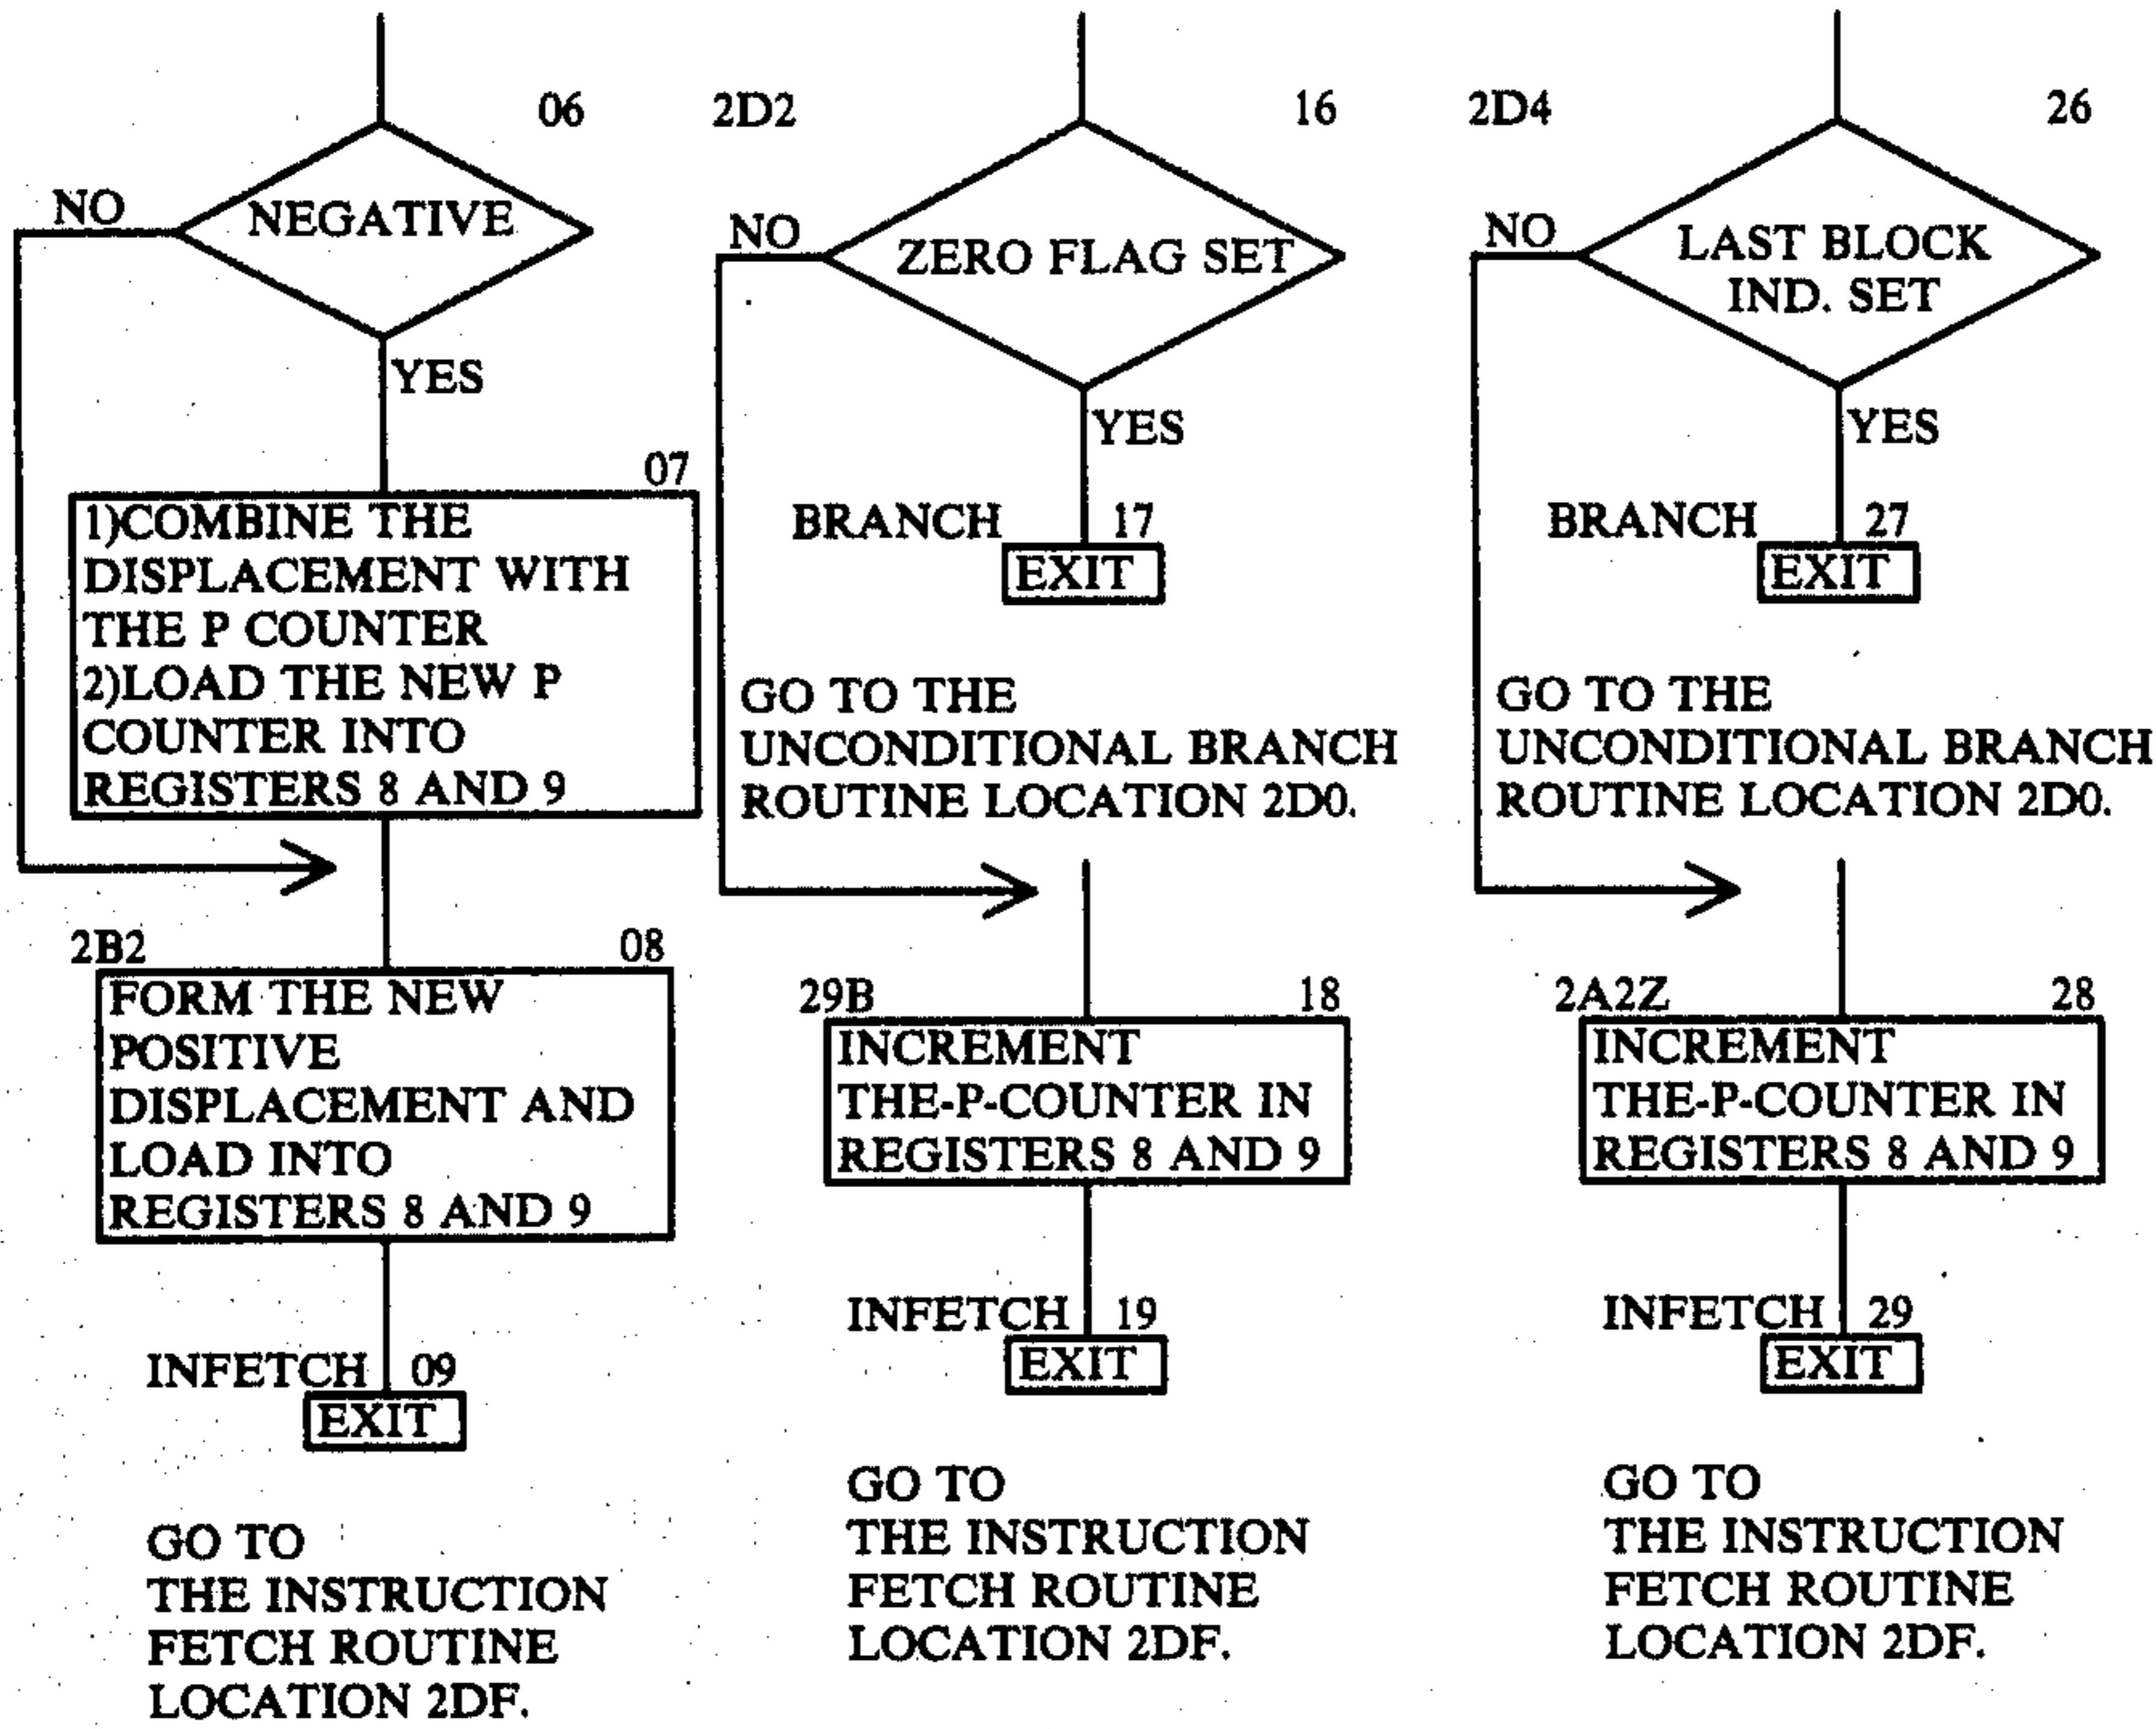 06
NO
NEGATIVE
YES
07
1)COMBINE THE
DISPLACEMENT WITH
THE P COUNTER
2)LOAD THE NEW P
COUNTER INTO
REGISTERS 8 AND 9
2B2
08
FORM THE NEW
POSITIVE
DISPLACEMENT AND
LOAD INTO
REGISTERS 8 AND 9
INFETCH 09
EXIT
GO TO
THE INSTRUCTION
FETCH ROUTINE
LOCATION 2DF.
2D2
16
NO
ZERO FLAG SET
YES
BRANCH 17
EXIT
GO TO THE
UNCONDITIONAL BRANCH
ROUTINE LOCATION 2D0.
29B
18
INCREMENT
THE-P-COUNTER IN
REGISTERS 8 AND 9
INFETCH 19
EXIT
GO TO
THE INSTRUCTION
FETCH ROUTINE
LOCATION 2DF.
2D4
26
NO
LAST BLOCK
IND. SET
YES
BRANCH 27
EXIT
GO TO THE
UNCONDITIONAL BRANCH
ROUTINE LOCATION 2D0.
2A2Z
28
INCREMENT
THE-P-COUNTER IN
REGISTERS 8 AND 9
INFETCH 29
EXIT
GO TO
THE INSTRUCTION
FETCH ROUTINE
LOCATION 2DF.